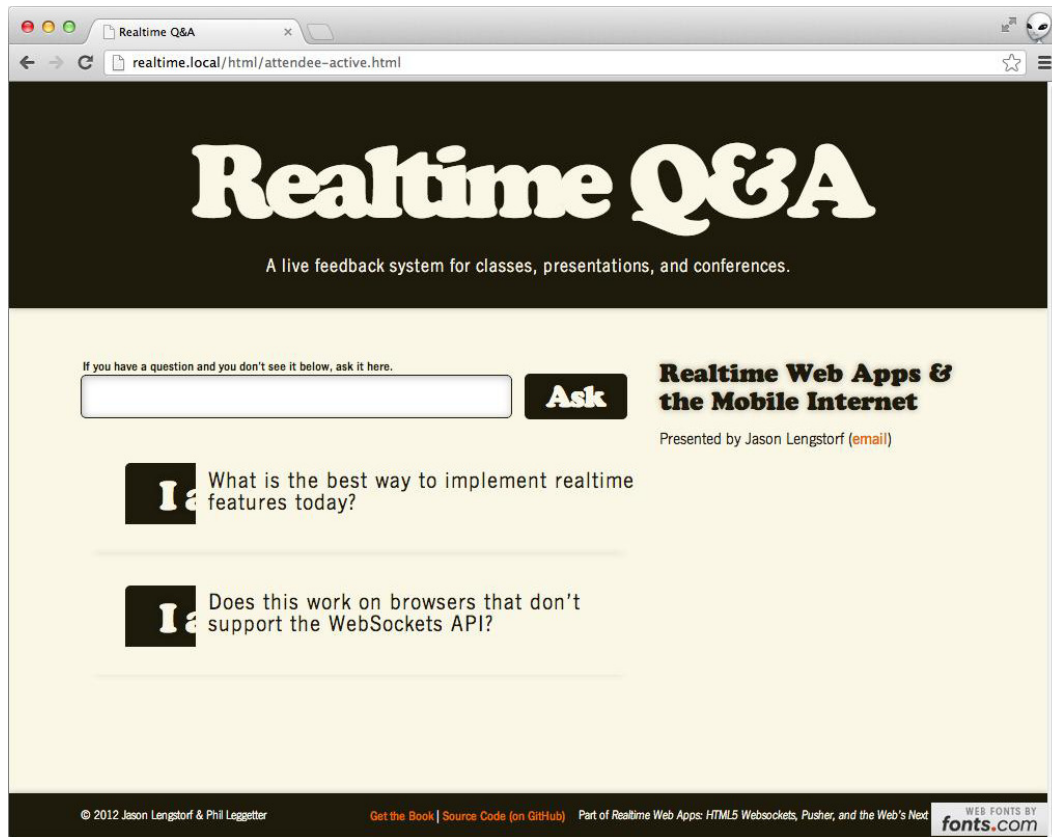 Realtime Q&A
realtime.local/html/attendee-active.html
Realtime Q&A
A live feedback system for classes, presentations, and conferences.
If you have a question and you don't see it below, ask it here.
Ask
Realtime Web Apps &
the Mobile Internet
Presented by Jason Lengstorf (email)
I a
What is the best way to implement realtime
features today?
I a
Does this work on browsers that don't
support the WebSockets API?
© 2012 Jason Lengstorf & Phil Leggetter
Get the Book | Source Code (on GitHub)
Part of Realtime Web Apps: HTML5 Websockets, Pusher, and the Web's Next
WEB FONTS BY
fonts.com